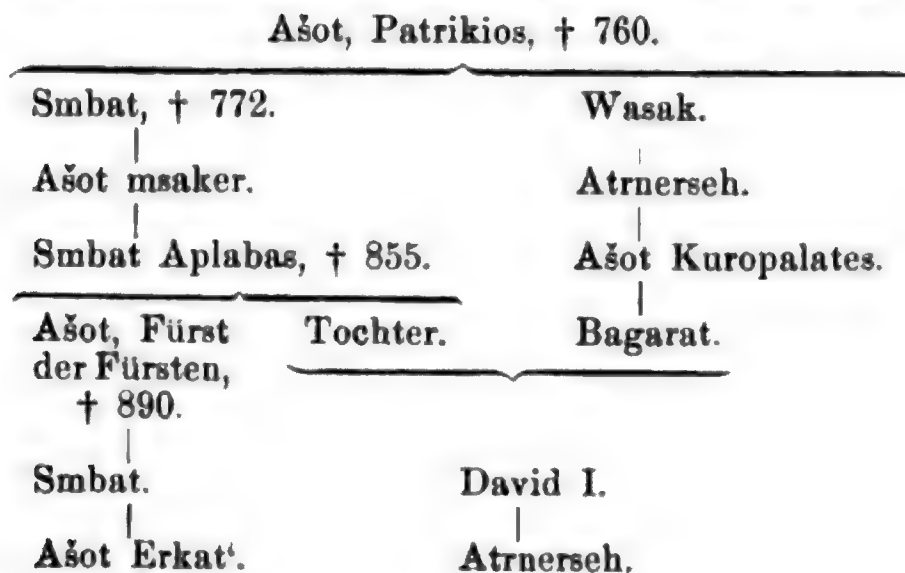 Ašot, Patrikios, † 760.
Smbat, † 772. Wasak.
Ašot msaker. Atrnerseh.
Smbat Aplabas, † 855. Ašot Kuropalates.
Ašot, Fürst Tochter. Bagarat.
der Fürsten,
† 890.
Smbat. David I.
Ašot Erkatʿ. Atrnerseh.